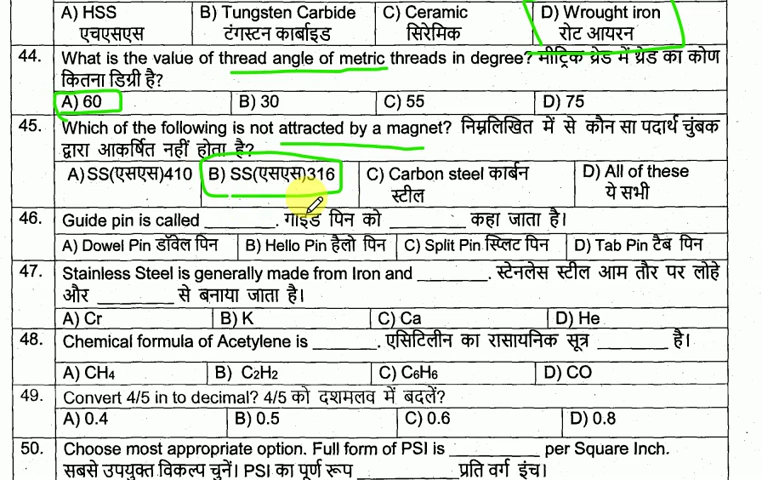 A) HSS B) Tungsten Carbide C) Ceramic D) Wrought iron
एचएसएस टंगस्टन कार्बाइड सिरेमिक रोट आयरन
44. What is the value of thread angle of metric threads in degree? मीट्रिक थ्रेड में थ्रेड का कोण
कितना डिग्री है?
A) 60 B) 30 C) 55 D) 75
45. Which of the following is not attracted by a magnet? निम्नलिखित में से कौन सा पदार्थ चुंबक
द्वारा आकर्षित नहीं होता है?
A) SS(एसएस)410 B) SS(एसएस)316 C) Carbon steel कार्बन D) All of these
स्टील ये सभी
46. Guide pin is called ________. गाइड पिन को ________ कहा जाता है।
A) Dowel Pin डॉवेल पिन B) Hello Pin हैलो पिन C) Split Pin स्प्लिट पिन D) Tab Pin टैब पिन
47. Stainless Steel is generally made from Iron and ________. स्टेनलेस स्टील आम तौर पर लोहे
और ________ से बनाया जाता है।
A) Cr B) K C) Ca D) He
48. Chemical formula of Acetylene is _______. एसिटिलीन का रासायनिक सूत्र _______ है।
A) CH4 B) C2H2 C) C6H6 D) CO
49. Convert 4/5 in to decimal? 4/5 को दशमलव में बदलें?
A) 0.4 B) 0.5 C) 0.6 D) 0.8
50. Choose most appropriate option. Full form of PSI is _________ per Square Inch.
सबसे उपयुक्त विकल्प चुनें। PSI का पूर्ण रूप _________ प्रति वर्ग इंच।